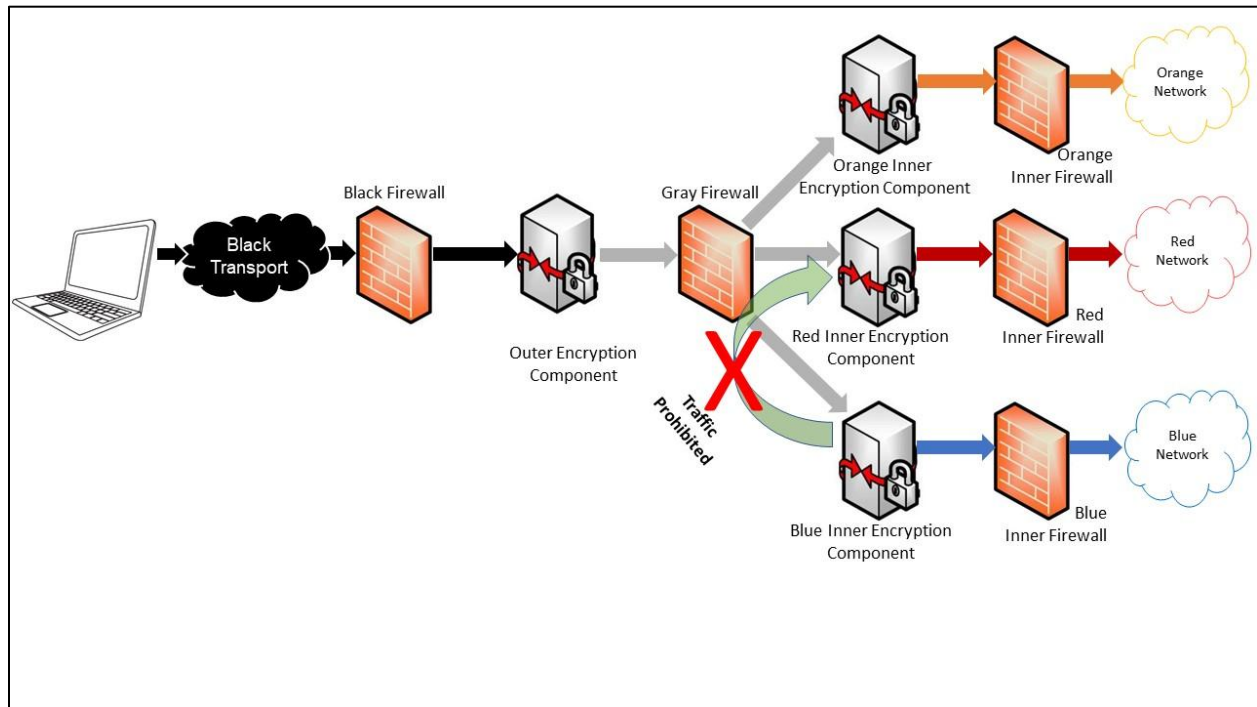 Orange
Network
Orange Inner
Encryption Component
Orange
Inner Firewall
Black Firewall
Gray Firewall
Black
Transport
Red
Network
Outer Encryption
Component
Red Inner Encryption
Component
Red
Inner Firewall
Traffic
Prohibited
Blue
Network
Blue Inner Encryption
Component
Blue
Inner Firewall